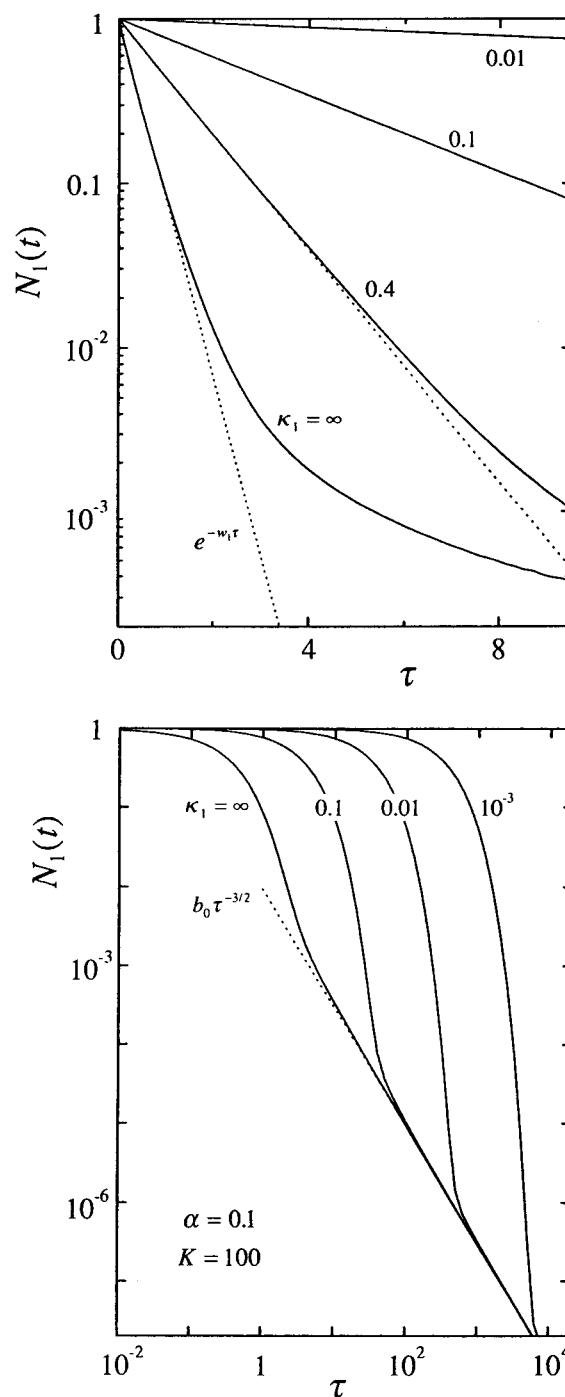 1
0.01
0.1
0.1
N₁(t)
0.4
10⁻²
κ₁ = ∞
10⁻³
e^{-w₁τ}
0 4 8
τ
1
κ₁ = ∞ 0.1 0.01 10⁻³
N₁(t)
b₀ τ^{-3/2}
10⁻³
10⁻⁶
α = 0.1
K = 100
10⁻² 1 10² 10⁴
τ